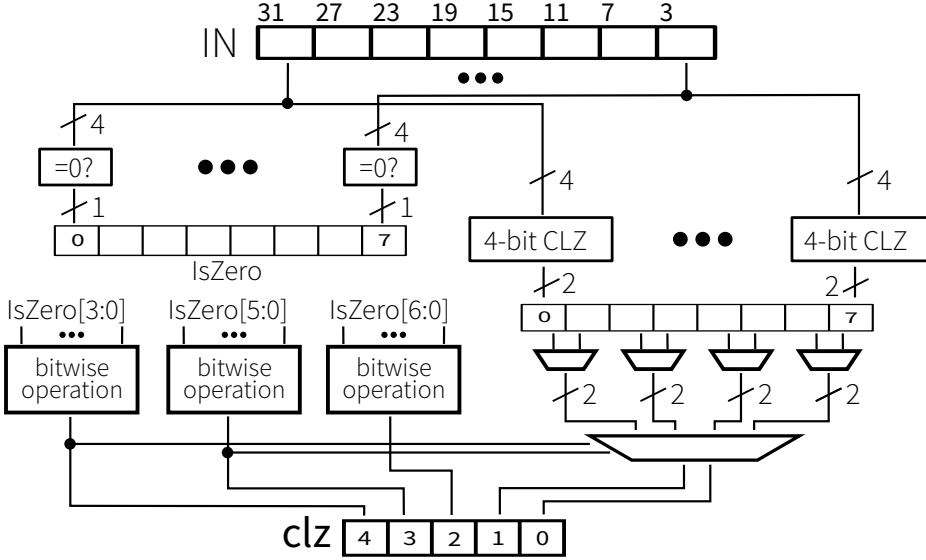 31 27 23 19 15 11 7 3
IN
4 4
=0? =0?
4 4
1 1
0 7
4-bit CLZ 4-bit CLZ
IsZero
2 2
IsZero[3:0] IsZero[5:0] IsZero[6:0]
0 7
bitwise operation
bitwise operation
bitwise operation
2 2 2 2
clz 4 3 2 1 0